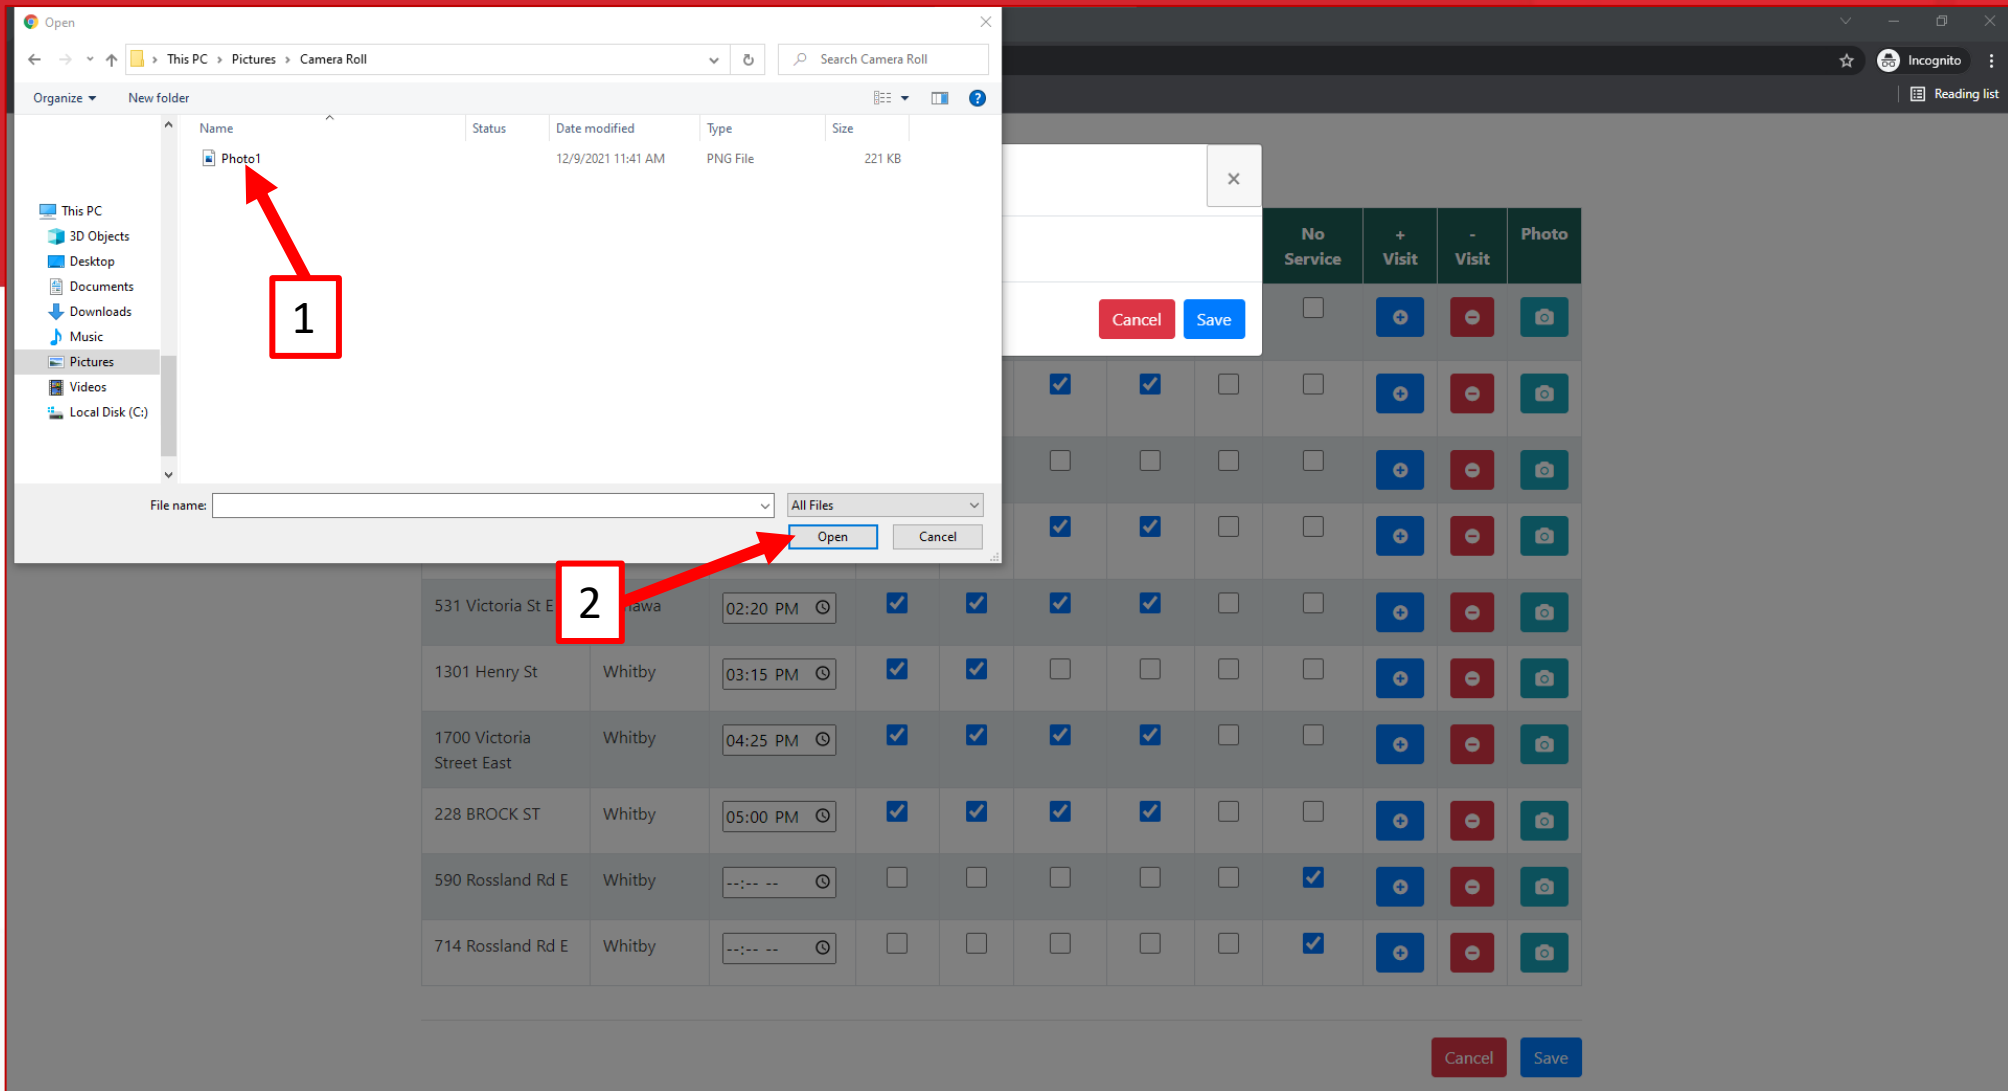 Open
This PC > Pictures > Camera Roll
Search Camera Roll
Incognito
Organize
New folder
Reading list
Name
Status
Date modified
Type
Size
Photo1
12/9/2021 11:41 AM
PNG File
221 KB
This PC
3D Objects
Desktop
Documents
Downloads
Music
Pictures
Videos
Local Disk (C:)
1
×
No Service
+ Visit
- Visit
Photo
Cancel
Save
File name:
All Files
Open
Cancel
2
531 Victoria St E
02:20 PM
1301 Henry St
Whitby
03:15 PM
1700 Victoria
Street East
Whitby
04:25 PM
228 BROCK ST
Whitby
05:00 PM
590 Rossland Rd E
Whitby
--:-- --
714 Rossland Rd E
Whitby
--:-- --
Cancel
Save